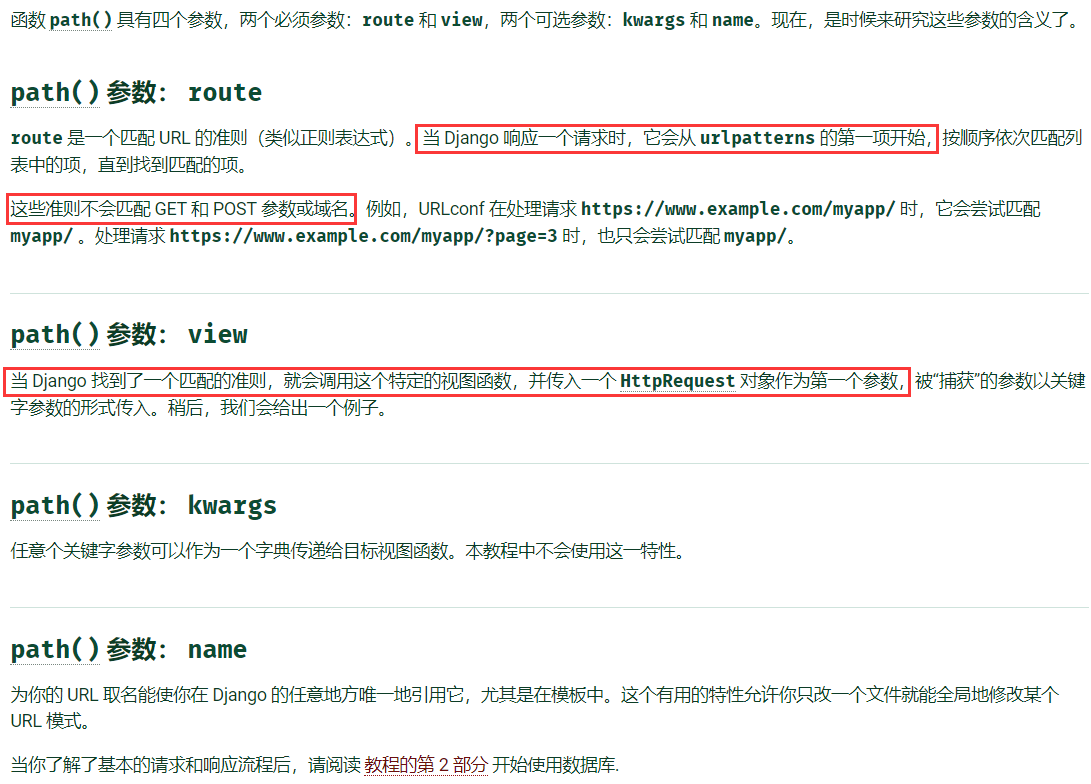 函数 path() 具有四个参数，两个必须参数：route 和 view，两个可选参数：kwargs 和 name。现在，是时候来研究这些参数的含义了。
path() 参数： route
route 是一个匹配 URL 的准则（类似正则表达式）。当 Django 响应一个请求时，它会从 urlpatterns 的第一项开始，按顺序依次匹配列
表中的项，直到找到匹配的项。
这些准则不会匹配 GET 和 POST 参数或域名。例如，URLconf 在处理请求 https://www.example.com/myapp/ 时，它会尝试匹配
myapp/ 。处理请求 https://www.example.com/myapp/?page=3 时，也只会尝试匹配 myapp/。
path() 参数： view
当 Django 找到了一个匹配的准则，就会调用这个特定的视图函数，并传入一个 HttpRequest 对象作为第一个参数，被“捕获”的参数以关键
字参数的形式传入。稍后，我们会给出一个例子。
path() 参数： kwargs
任意个关键字参数可以作为一个字典传递给目标视图函数。本教程中不会使用这一特性。
path() 参数： name
为你的 URL 取名能使你在 Django 的任意地方唯一地引用它，尤其是在模板中。这个有用的特性允许你只改一个文件就能全局地修改某个
URL 模式。
当你了解了基本的请求和响应流程后，请阅读 教程的第 2 部分 开始使用数据库.